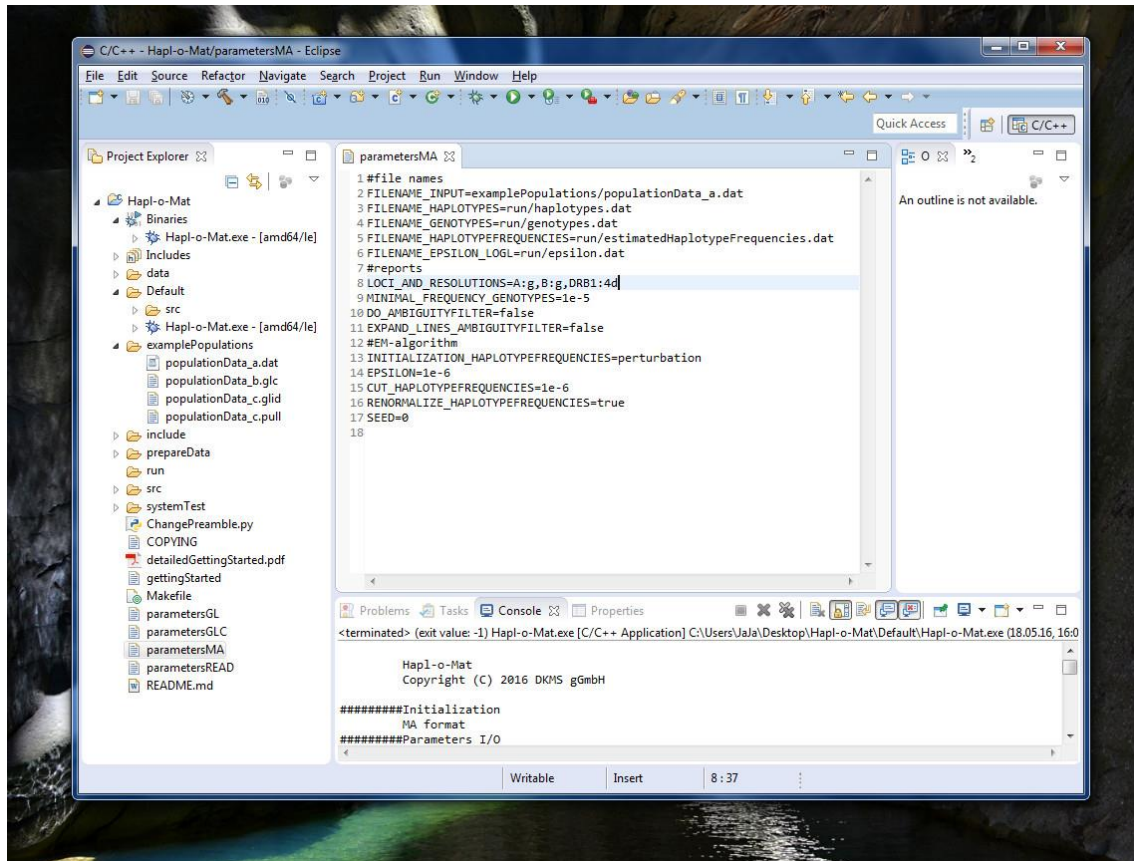 C/C++ - Hapl-o-Mat/parametersMA - Eclipse
File Edit Source Refactor Navigate Search Project Run Window Help
Quick Access
C/C++
Project Explorer
Hapl-o-Mat
Binaries
Hapl-o-Mat.exe - [amd64/le]
Includes
data
Default
src
Hapl-o-Mat.exe - [amd64/le]
examplePopulations
populationData_a.dat
populationData_b.glc
populationData_c.glid
populationData_c.pull
include
prepareData
run
src
systemTest
ChangePreamble.py
COPYING
detailedGettingStarted.pdf
gettingStarted
Makefile
parametersGL
parametersGLC
parametersMA
parametersREAD
README.md
parametersMA
1 #file names
2 FILENAME_INPUT=examplePopulations/populationData_a.dat
3 FILENAME_HAPLOTYPES=run/haplotypes.dat
4 FILENAME_GENOTYPES=run/genotypes.dat
5 FILENAME_HAPLOTYPEFREQUENCIES=run/estimatedHaplotypeFrequencies.dat
6 FILENAME_EPSILON_LOGL=run/epsilon.dat
7 #reports
8 LOCI_AND_RESOLUTIONS=A:g,B:g,DRB1:4d
9 MINIMAL_FREQUENCY_GENOTYPES=1e-5
10 DO_AMBIGUITYFILTER=false
11 EXPAND_LINES_AMBIGUITYFILTER=false
12 #EM-algorithm
13 INITIALIZATION_HAPLOTYPEFREQUENCIES=perturbation
14 EPSILON=1e-6
15 CUT_HAPLOTYPEFREQUENCIES=1e-6
16 RENORMALIZE_HAPLOTYPEFREQUENCIES=true
17 SEED=0
18
O
»2
An outline is not available.
Problems Tasks Console Properties
<terminated> (exit value: -1) Hapl-o-Mat.exe [C/C++ Application] C:\Users\JaJa\Desktop\Hapl-o-Mat\Default\Hapl-o-Mat.exe (18.05.16, 16:0
Hapl-o-Mat
Copyright (C) 2016 DKMS gGmbH
#########Initialization
MA format
#########Parameters I/O
Writable Insert 8 : 37